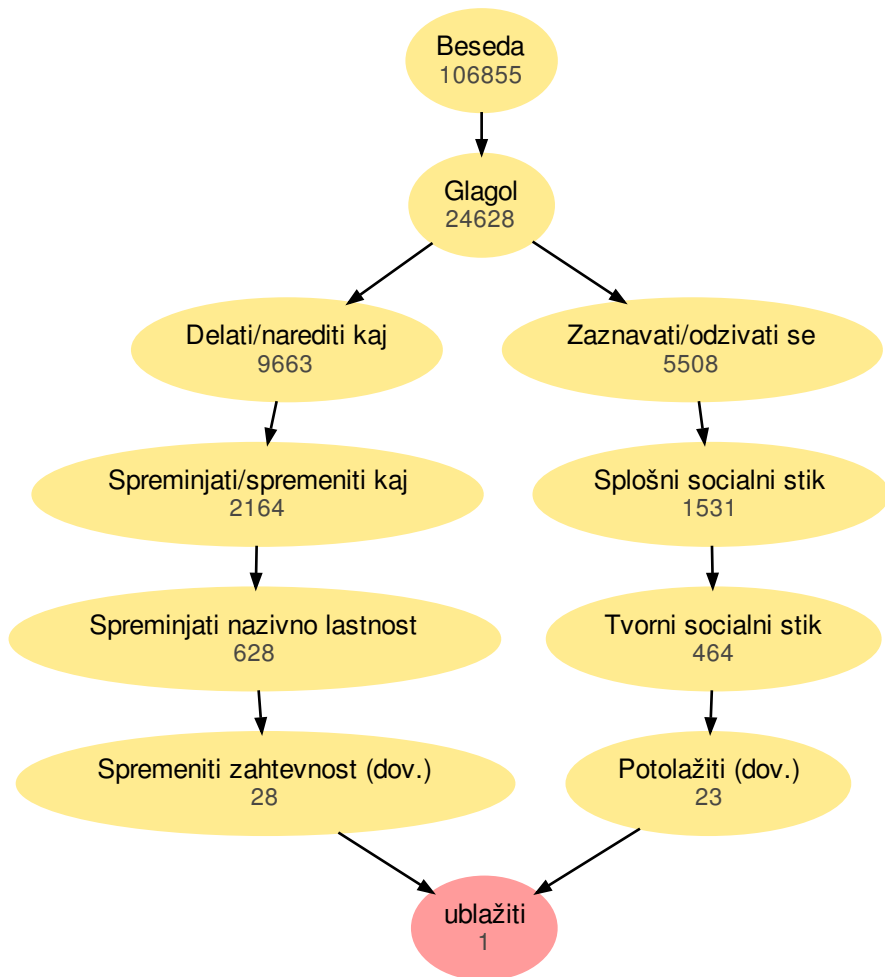 Beseda
106855
Glagol
24628
Delati/narediti kaj
9663
Zaznavati/odzivati se
5508
Spreminjati/spremeniti kaj
2164
Splošni socialni stik
1531
Spreminjati nazivno lastnost
628
Tvorni socialni stik
464
Spremeniti zahtevnost (dov.)
28
Potolažiti (dov.)
23
ublažiti
1